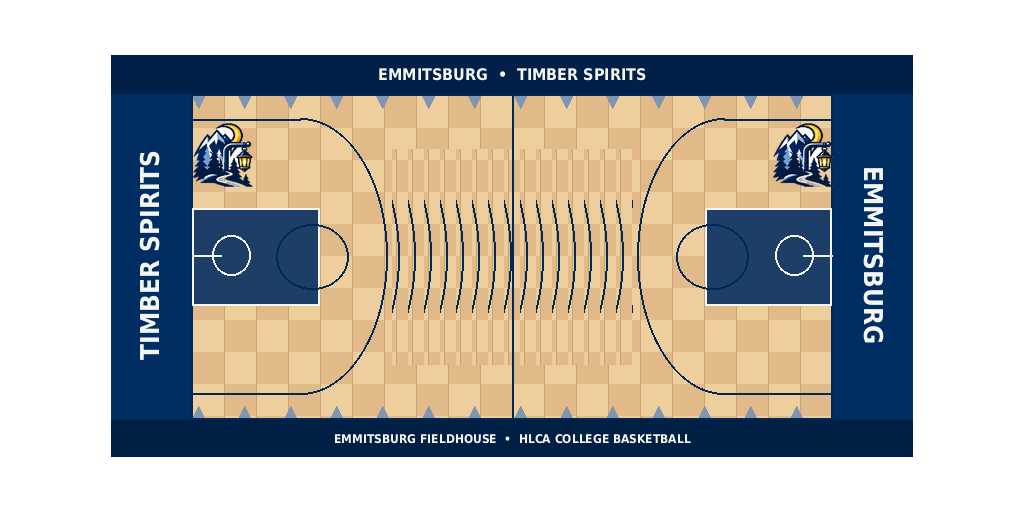 EMMITSBURG • TIMBER SPIRITS
TIMBER SPIRITS
EMMITSBURG
EMMITSBURG FIELDHOUSE • HLCA COLLEGE BASKETBALL